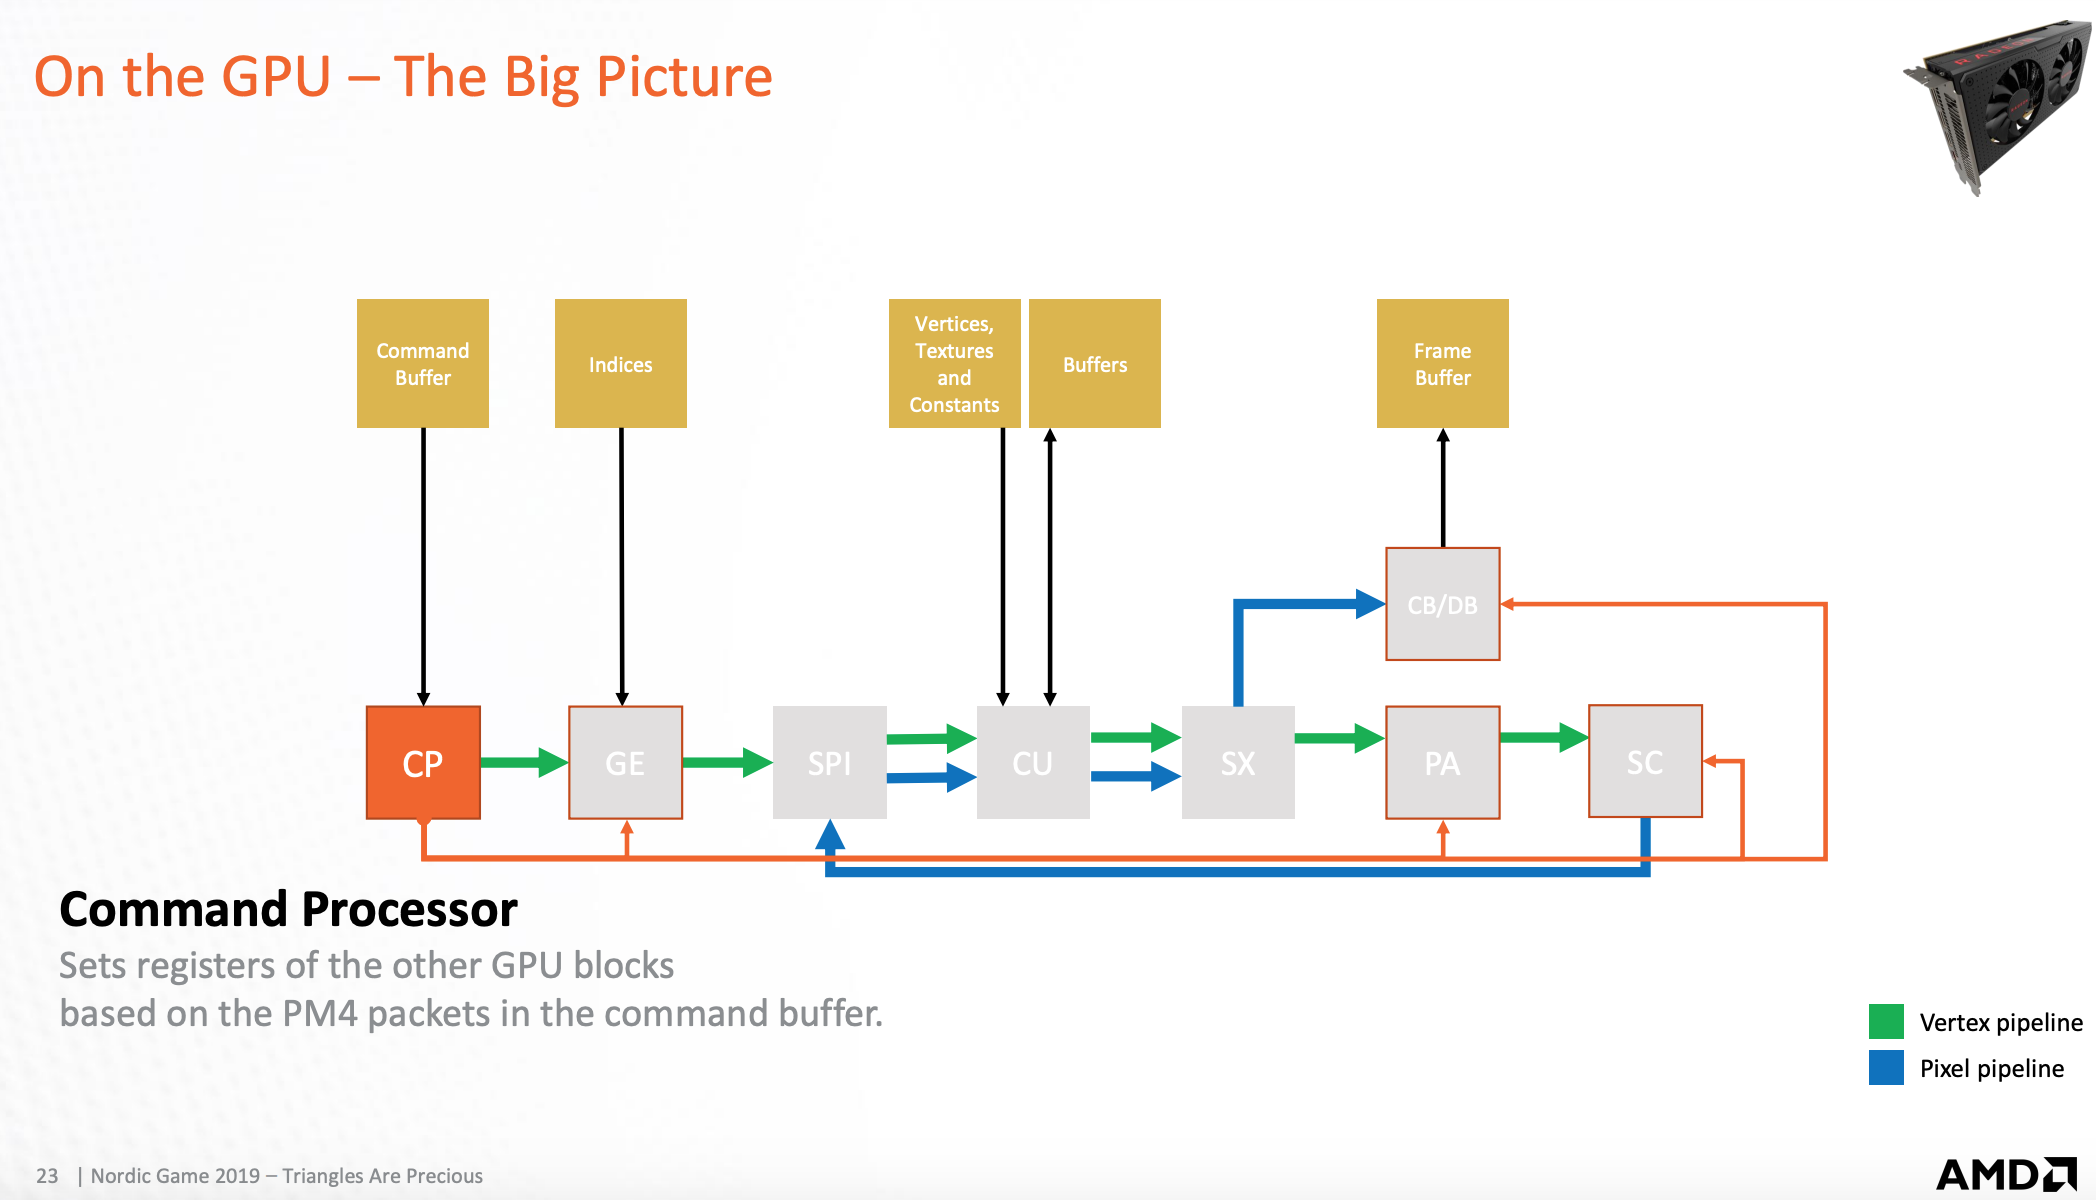 On the GPU – The Big Picture
RADEON
Command
Buffer
Indices
Vertices,
Textures
and
Constants
Buffers
Frame
Buffer
CB/DB
CP
GE
SPI
CU
SX
PA
SC
Command Processor
Sets registers of the other GPU blocks
based on the PM4 packets in the command buffer.
Vertex pipeline
Pixel pipeline
23 | Nordic Game 2019 – Triangles Are Precious
AMD